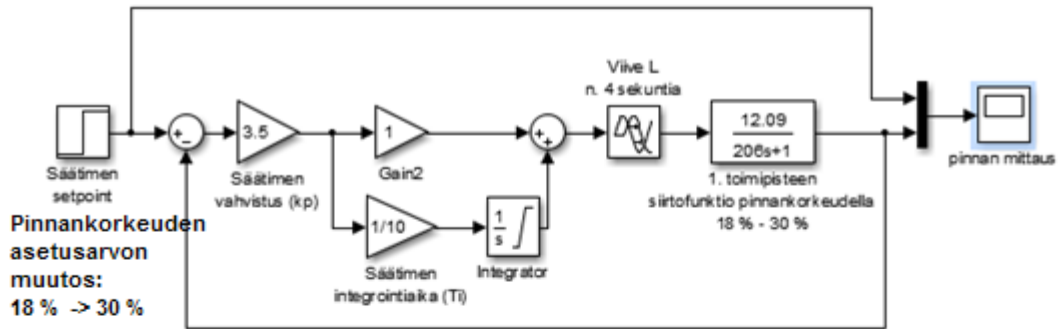 Viive L
n. 4 sekuntia
+
−
3.5
1
+
+
12.09
206s+1
Säätimen
setpoint
Säätimen
vahvistus (kp)
Gain2
1. toimipisteen
siirtofunktio pinnankorkeudella
18 % - 30 %
pinnan mittaus
Pinnankorkeuden
asetusarvon
muutos:
18 % -> 30 %
1/10
1
s
Säätimen
integrointiaika (Ti)
Integrator